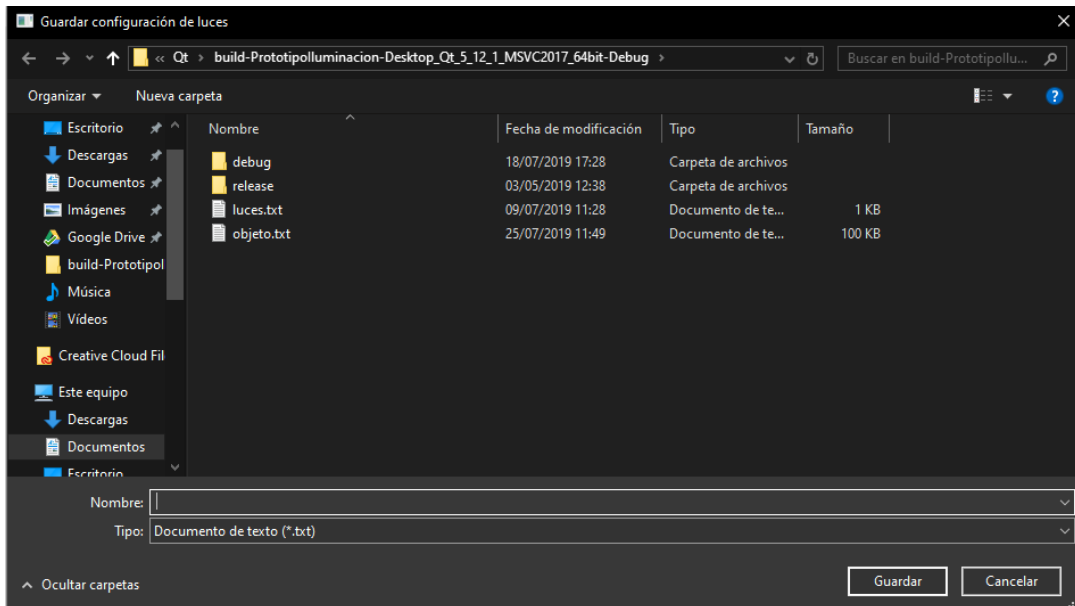 Guardar configuración de luces
« Qt › build-PrototipoIluminacion-Desktop_Qt_5_12_1_MSVC2017_64bit-Debug ›
Buscar en build-Prototipollu...
Organizar
Nueva carpeta
Escritorio
Descargas
Documentos
Imágenes
Google Drive
build-Prototipol
Música
Vídeos
Creative Cloud Fil
Este equipo
Descargas
Documentos
Escritorio
Nombre Fecha de modificación Tipo Tamaño
debug 18/07/2019 17:28 Carpeta de archivos
release 03/05/2019 12:38 Carpeta de archivos
luces.txt 09/07/2019 11:28 Documento de te... 1 KB
objeto.txt 25/07/2019 11:49 Documento de te... 100 KB
Nombre:
Tipo: Documento de texto (*.txt)
Ocultar carpetas
Guardar
Cancelar